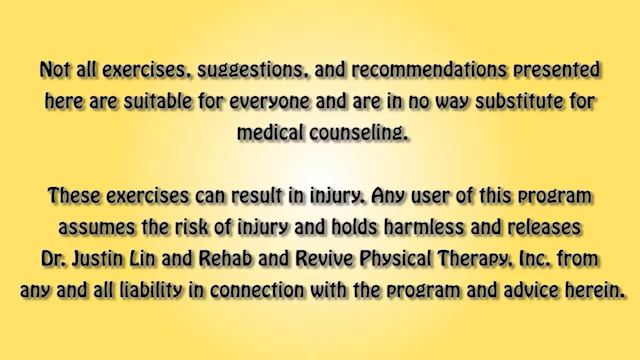 Not all exercises, suggestions, and recommendations presented
here are suitable for everyone and are in no way substitute for
medical counseling.
These exercises can result in injury. Any user of this program
assumes the risk of injury and holds harmless and releases
Dr. Justin Lin and Rehab and Revive Physical Therapy, Inc. from
any and all liability in connection with the program and advice herein.